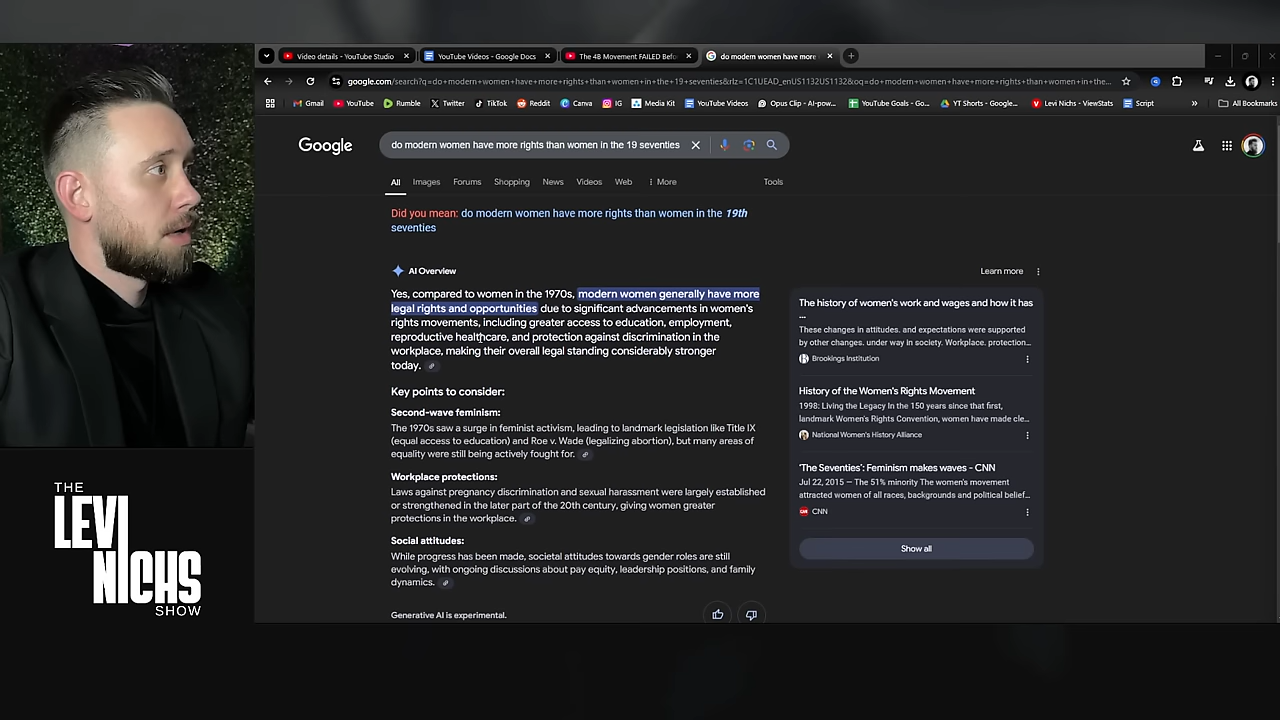 Video details - YouTube Studio
YouTube Videos - Google Docs
The 4B Movement FAILED Befo
do modern women have more
google.com/search?q=do+modern+women+have+more+rights+than+women+in+the+19+seventies&rlz=1C1UEAD_enUS1132US1132&oq=do+modern+women+have+more+rights+than+women+in+the...
Gmail
YouTube
Rumble
Twitter
TikTok
Reddit
Canva
IG
Media Kit
YouTube Videos
Opus Clip - AI-pow...
YouTube Goals - Go...
YT Shorts - Google...
Levi Nichs - ViewStats
Script
All Bookmarks
Google
do modern women have more rights than women in the 19 seventies
All
Images
Forums
Shopping
News
Videos
Web
More
Tools
Did you mean: do modern women have more rights than women in the 19th
seventies
AI Overview
Learn more
Yes, compared to women in the 1970s, modern women generally have more
legal rights and opportunities due to significant advancements in women's
rights movements, including greater access to education, employment,
reproductive healthcare, and protection against discrimination in the
workplace, making their overall legal standing considerably stronger
today.
Key points to consider:
Second-wave feminism:
The 1970s saw a surge in feminist activism, leading to landmark legislation like Title IX
(equal access to education) and Roe v. Wade (legalizing abortion), but many areas of
equality were still being actively fought for.
Workplace protections:
Laws against pregnancy discrimination and sexual harassment were largely established
or strengthened in the later part of the 20th century, giving women greater
protections in the workplace.
Social attitudes:
While progress has been made, societal attitudes towards gender roles are still
evolving, with ongoing discussions about pay equity, leadership positions, and family
dynamics.
Generative AI is experimental.
The history of women's work and wages and how it has
...
These changes in attitudes. and expectations were supported
by other changes. under way in society. Workplace. protection...
Brookings Institution
History of the Women's Rights Movement
1998: Living the Legacy In the 150 years since that first,
landmark Women's Rights Convention, women have made cle...
National Women's History Alliance
'The Seventies': Feminism makes waves - CNN
Jul 22, 2015 — The 51% minority The women's movement
attracted women of all races, backgrounds and political belief...
CNN
Show all
THE
LEVI
NICHS
SHOW